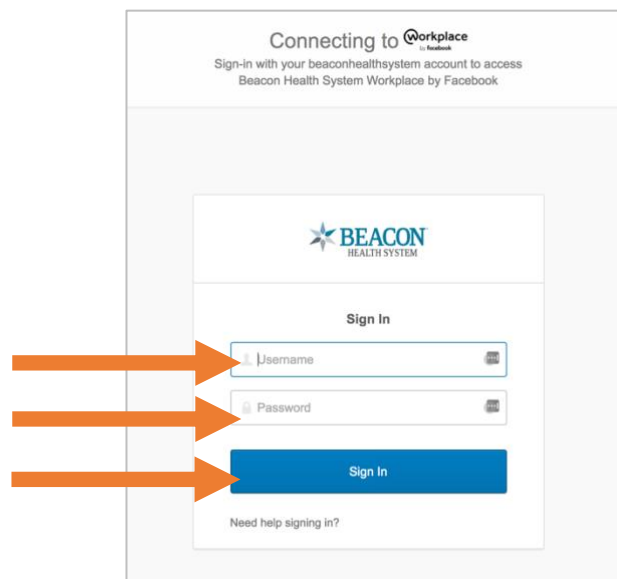 Connecting to Workplace
by facebook
Sign-in with your beaconhealthsystem account to access
Beacon Health System Workplace by Facebook
BEACON
HEALTH SYSTEM
Sign In
Username
Password
Sign In
Need help signing in?